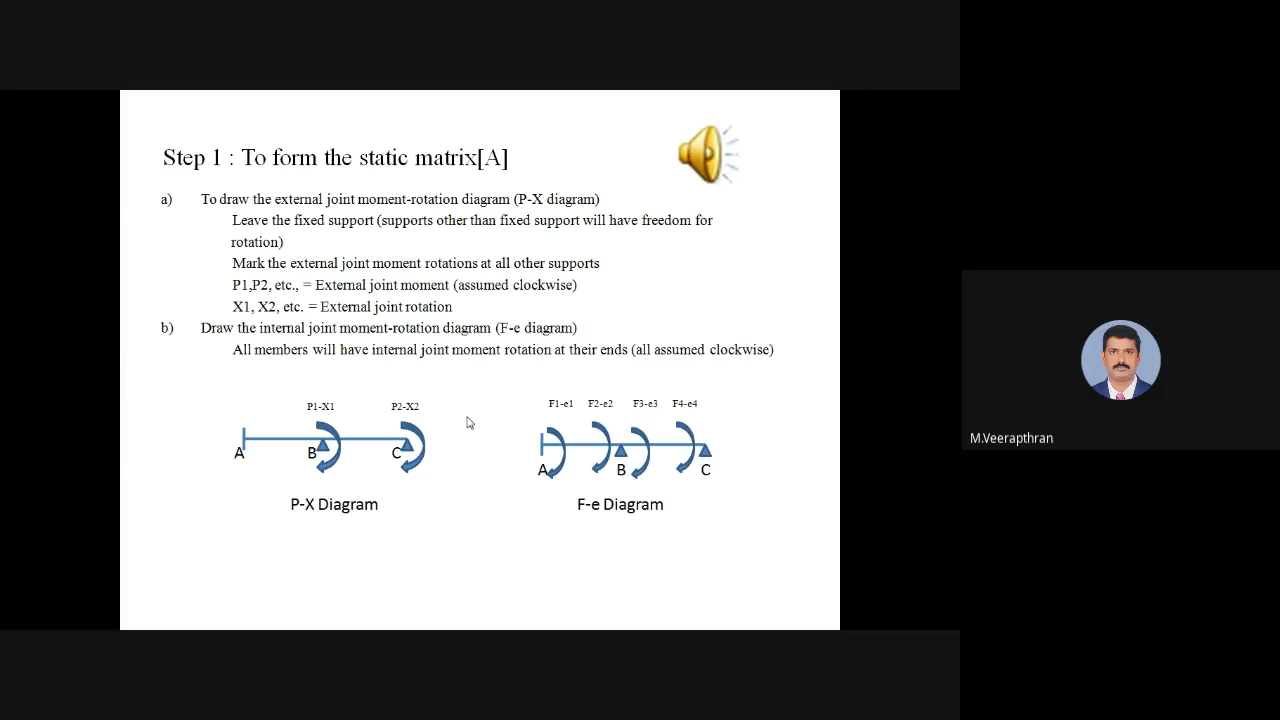 Step 1 : To form the static matrix[A]
a) To draw the external joint moment-rotation diagram (P-X diagram)
Leave the fixed support (supports other than fixed support will have freedom for
rotation)
Mark the external joint moment rotations at all other supports
P1,P2, etc., = External joint moment (assumed clockwise)
X1, X2, etc. = External joint rotation
b) Draw the internal joint moment-rotation diagram (F-e diagram)
All members will have internal joint moment rotation at their ends (all assumed clockwise)
P1-X1 P2-X2
A B C
P-X Diagram
F1-e1 F2-e2 F3-e3 F4-e4
A B C
F-e Diagram
M.Veerapthran